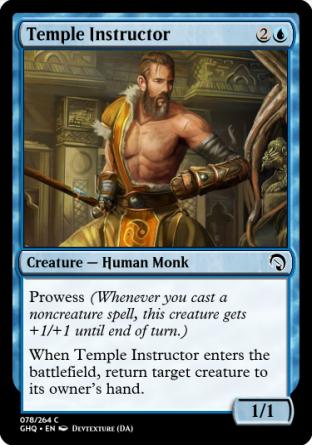 Temple Instructor 2
Creature — Human Monk
Prowess (Whenever you cast a
noncreature spell, this creature gets
+1/+1 until end of turn.)
When Temple Instructor enters the
battlefield, return target creature to
its owner's hand.
1/1
078/264 C
GHQ • EN DEVTEXTURE (DA)